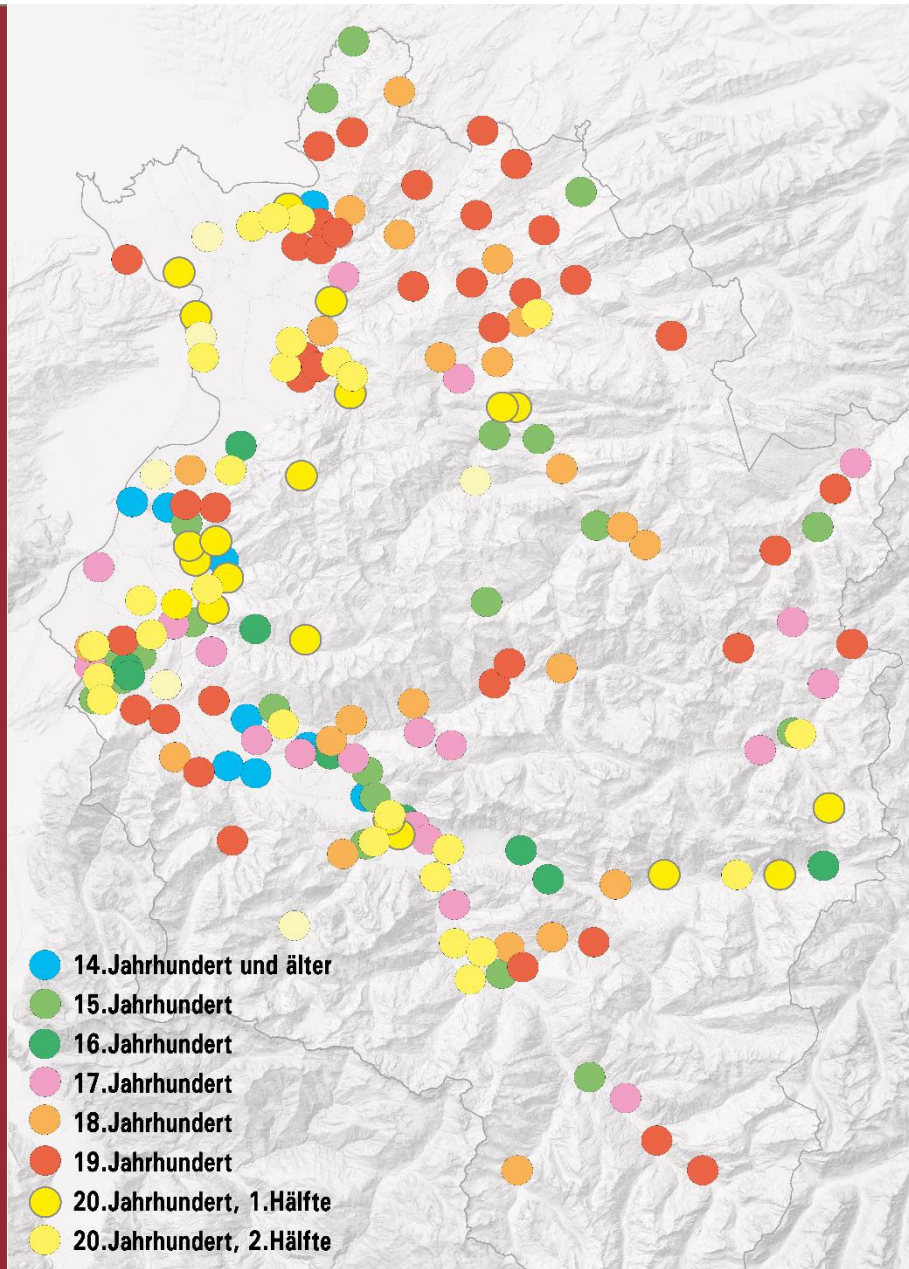 14.Jahrhundert und älter
15.Jahrhundert
16.Jahrhundert
17.Jahrhundert
18.Jahrhundert
19.Jahrhundert
20.Jahrhundert, 1.Hälfte
20.Jahrhundert, 2.Hälfte